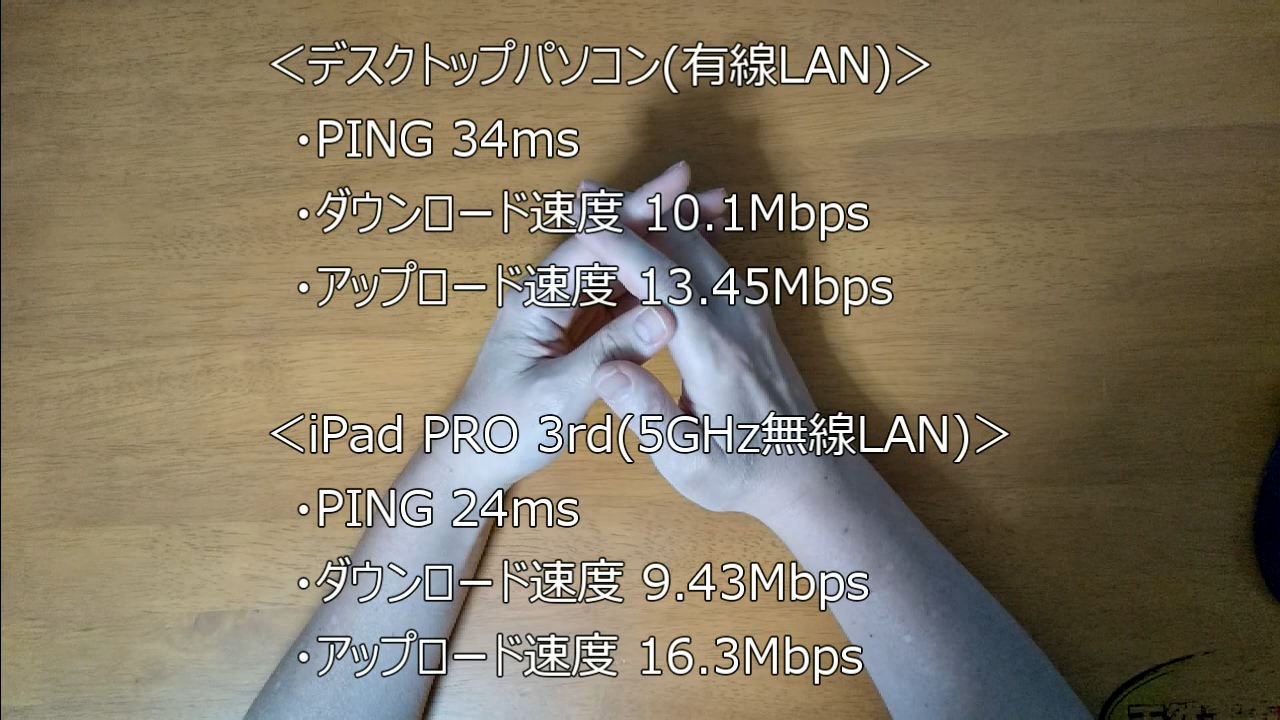 <デスクトップパソコン(有線LAN)>
・PING 34ms
・ダウンロード速度 10.1Mbps
・アップロード速度 13.45Mbps
<iPad PRO 3rd(5GHz無線LAN)>
・PING 24ms
・ダウンロード速度 9.43Mbps
・アップロード速度 16.3Mbps